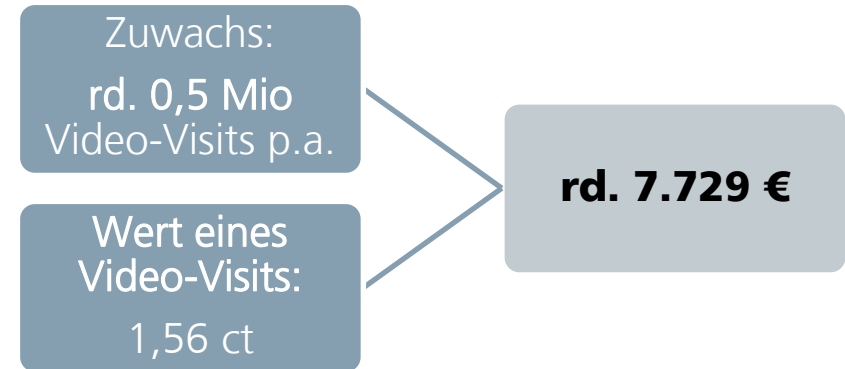 Zuwachs:
rd. 0,5 Mio
Video-Visits p.a.
Wert eines
Video-Visits:
1,56 ct
rd. 7.729 €